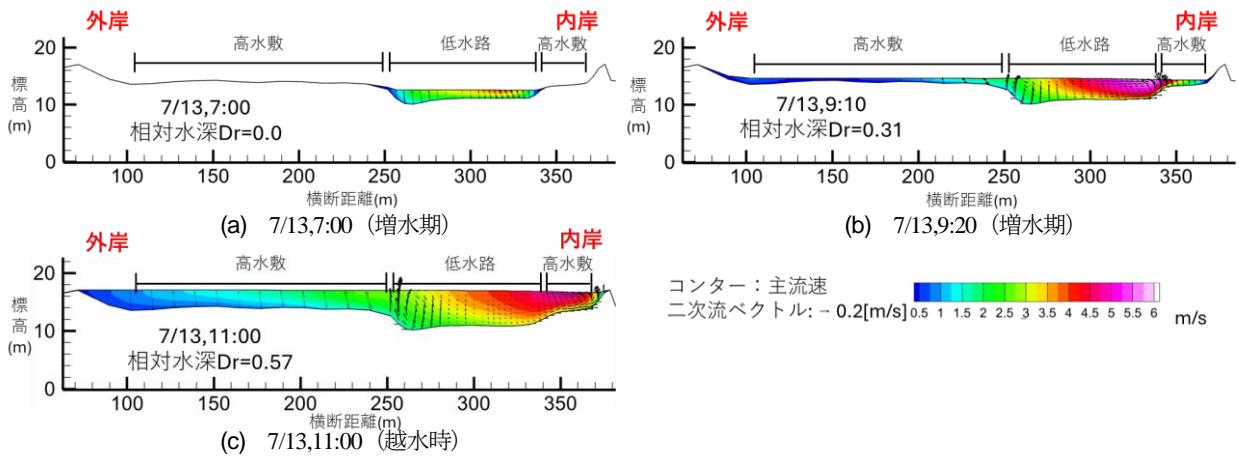 外岸 内岸
高水敷 低水路 高水敷
20
標高(m)
10
7/13,7:00
相対水深Dr=0.0
0
100 150 200 250 300 350
横断距離(m)
(a) 7/13,7:00（増水期）
外岸 内岸
高水敷 低水路 高水敷
20
標高(m)
10
7/13,9:10
相対水深Dr=0.31
0
100 150 200 250 300 350
横断距離(m)
(b) 7/13,9:20（増水期）
外岸 内岸
高水敷 低水路 高水敷
20
標高(m)
10
7/13,11:00
相対水深Dr=0.57
0
100 150 200 250 300 350
横断距離(m)
(c) 7/13,11:00（越水時）
コンター：主流速
二次流ベクトル:－0.2[m/s]
0.5 1 1.5 2 2.5 3 3.5 4 4.5 5 5.5 6 m/s